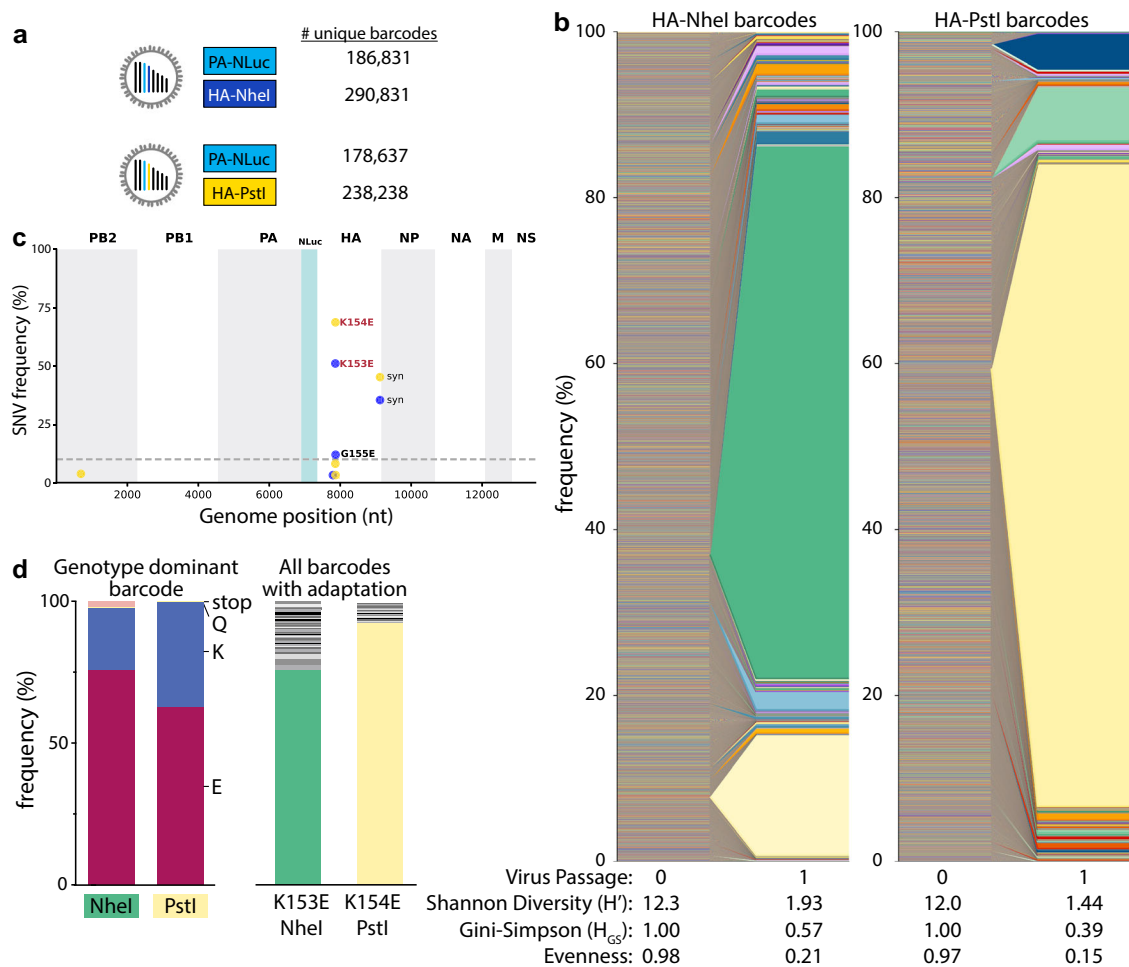 a
# unique barcodes
PA-NLuc 186,831
HA-NheI 290,831
PA-NLuc 178,637
HA-PstI 238,238
b
HA-NheI barcodes HA-PstI barcodes
frequency (%)
100
80
60
40
20
0
frequency (%)
100
80
60
40
20
0
Virus Passage: 0 1 0 1
Shannon Diversity (H'): 12.3 1.93 12.0 1.44
Gini-Simpson (HGS): 1.00 0.57 1.00 0.39
Evenness: 0.98 0.21 0.97 0.15
c
PB2 PB1 PA NLuc HA NP NA M NS
SNV frequency (%)
100
75
50
25
0
K154E
K153E
syn
syn
G155E
2000 4000 6000 8000 10000 12000
Genome position (nt)
d
Genotype dominant
barcode
All barcodes
with adaptation
frequency (%)
100
50
0
stop
Q
K
E
NheI PstI
K153E K154E
NheI PstI